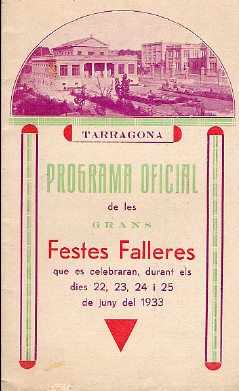 TARRAGONA
PROGRAMA OFICIAL
de les
GRANS
Festes Falleres
que es celebraran, durant els
dies 22, 23, 24 i 25
de juny del 1933